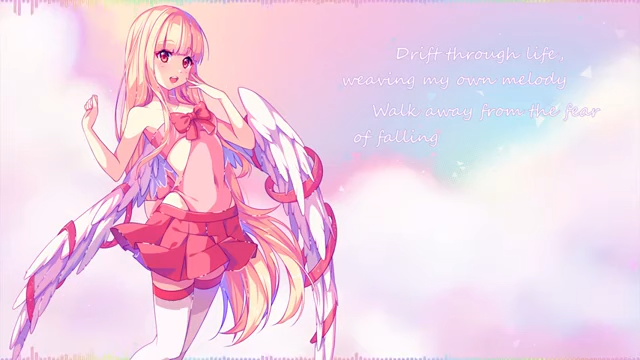 Drift through life,
weaving my own melody
Walk away from the fear
of falling